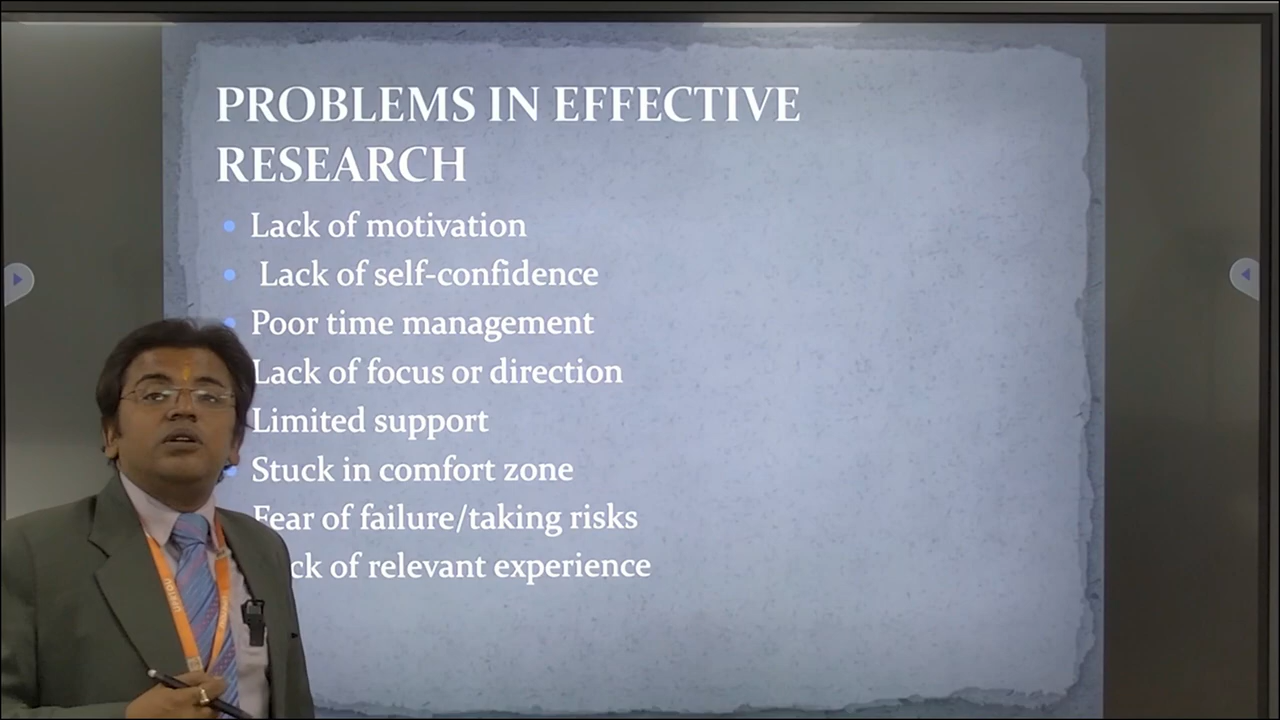 PROBLEMS IN EFFECTIVE
RESEARCH
Lack of motivation
Lack of self-confidence
Poor time management
Lack of focus or direction
Limited support
Stuck in comfort zone
Fear of failure/taking risks
ck of relevant experience